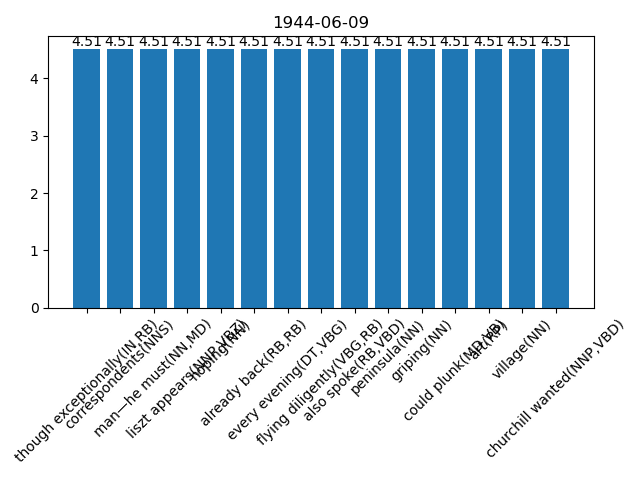 1944-06-09
4.51 4.51 4.51 4.51 4.51 4.51 4.51 4.51 4.51 4.51 4.51 4.51 4.51 4.51 4.51
4
3
2
1
0
though exceptionally(IN,RB)
correspondents(NNS)
man—he must(NN,MD)
liszt appears(NNP,VBZ)
hoping(NN)
already back(RB,RB)
every evening(DT,VBG)
flying diligently(VBG,RB)
also spoke(RB,VBD)
peninsula(NN)
griping(NN)
could plunk(MD,VB)
village(NN)
churchill wanted(NNP,VBD)